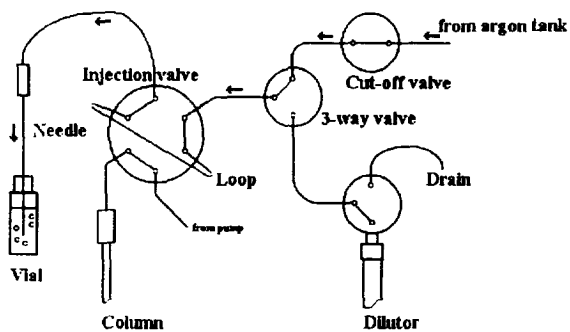 from argon tank
Injection valve
Cut-off valve
3-way valve
Needle
Loop
Drain
from pump
Vial
Column
Dilutor